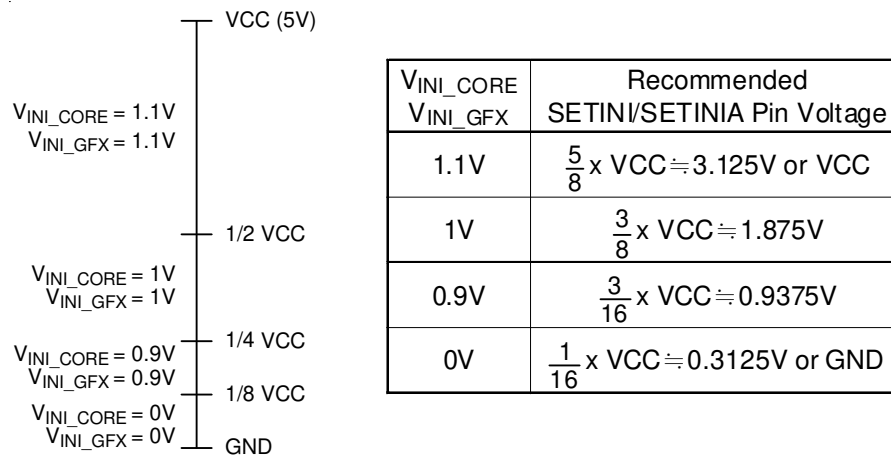 VCC (5V)
VINI_CORE = 1.1V
VINI_GFX = 1.1V
1/2 VCC
VINI_CORE = 1V
VINI_GFX = 1V
1/4 VCC
VINI_CORE = 0.9V
VINI_GFX = 0.9V
1/8 VCC
VINI_CORE = 0V
VINI_GFX = 0V
GND
VINI_CORE
VINI_GFX
Recommended
SETINI/SETINIA Pin Voltage
1.1V
5/8 x VCC≒3.125V or VCC
1V
3/8 x VCC≒1.875V
0.9V
3/16 x VCC≒0.9375V
0V
1/16 x VCC≒0.3125V or GND